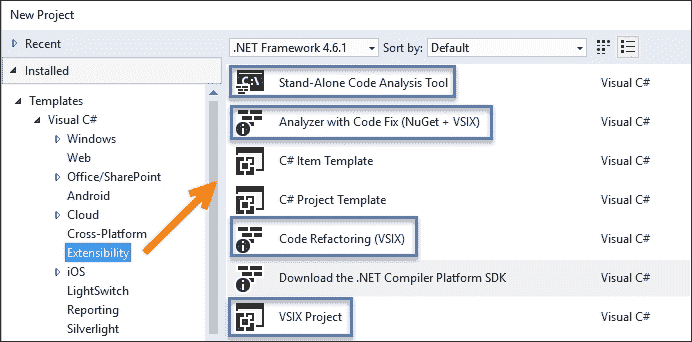 New Project
Recent
.NET Framework 4.6.1
Sort by:
Default
Installed
Templates
Visual C#
Windows
Web
Office/SharePoint
Android
Cloud
Cross-Platform
Extensibility
iOS
LightSwitch
Reporting
Silverlight
C:\
Stand-Alone Code Analysis Tool
Visual C#
Analyzer with Code Fix (NuGet + VSIX)
Visual C#
C# Item Template
Visual C#
C# Project Template
Visual C#
Code Refactoring (VSIX)
Visual C#
Download the .NET Compiler Platform SDK
Visual C#
VSIX Project
Visual C#